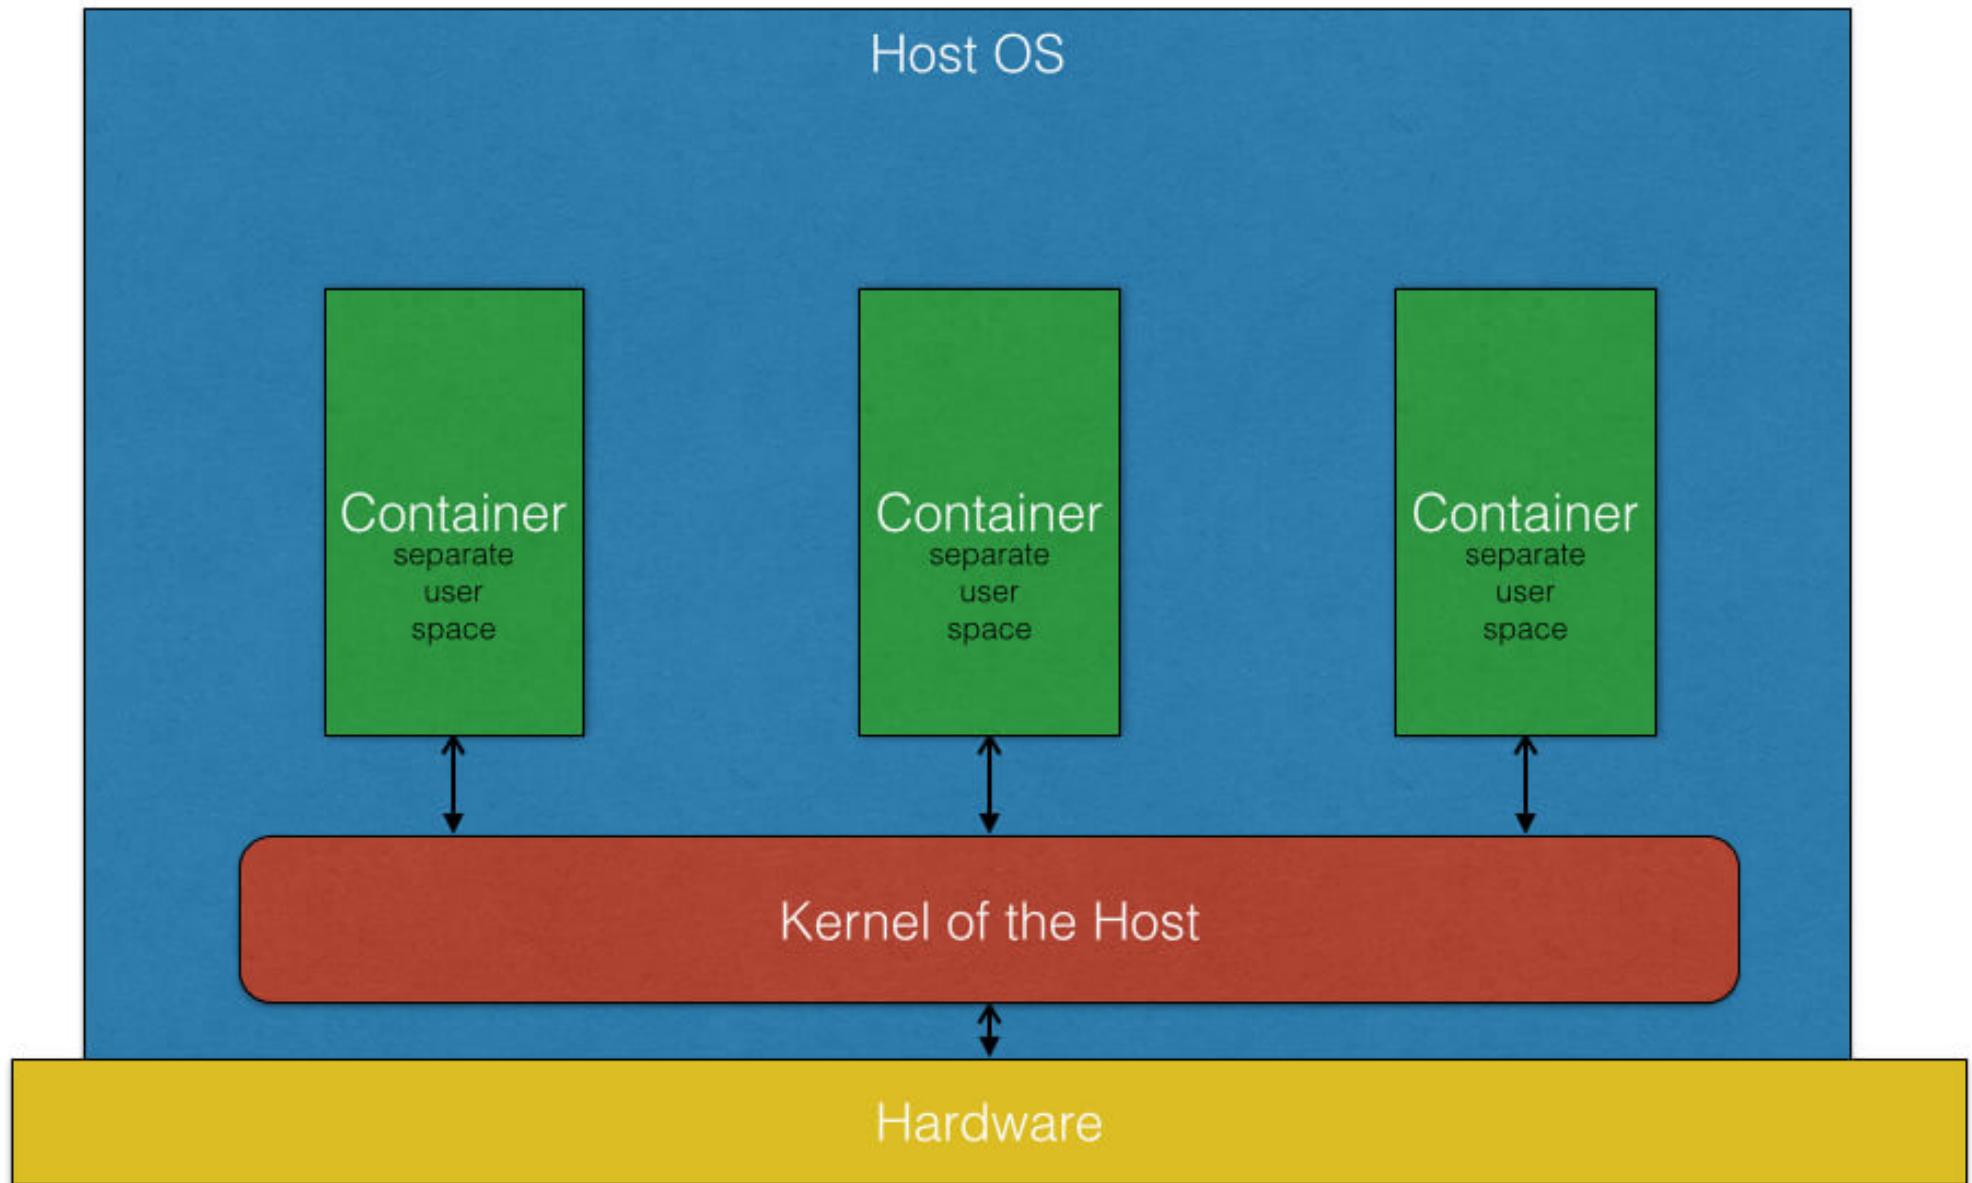 Host OS
Container
separate
user
space
Container
separate
user
space
Container
separate
user
space
Kernel of the Host
Hardware